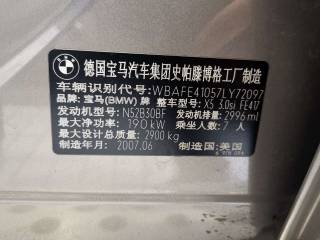 德国宝马汽车集团史帕滕博格工厂制造
车辆识别代号:WBAFE41057LY72097
品牌:宝马(BMW)牌 整车型号:X5 3.0si FE417
发动机型号:N52B30BF 发动机排量:2996ml
最大净功率:190kW 乘坐人数:7 人
最大设计总质量:2900 kg
制造年月:2007.06 制造国:美国